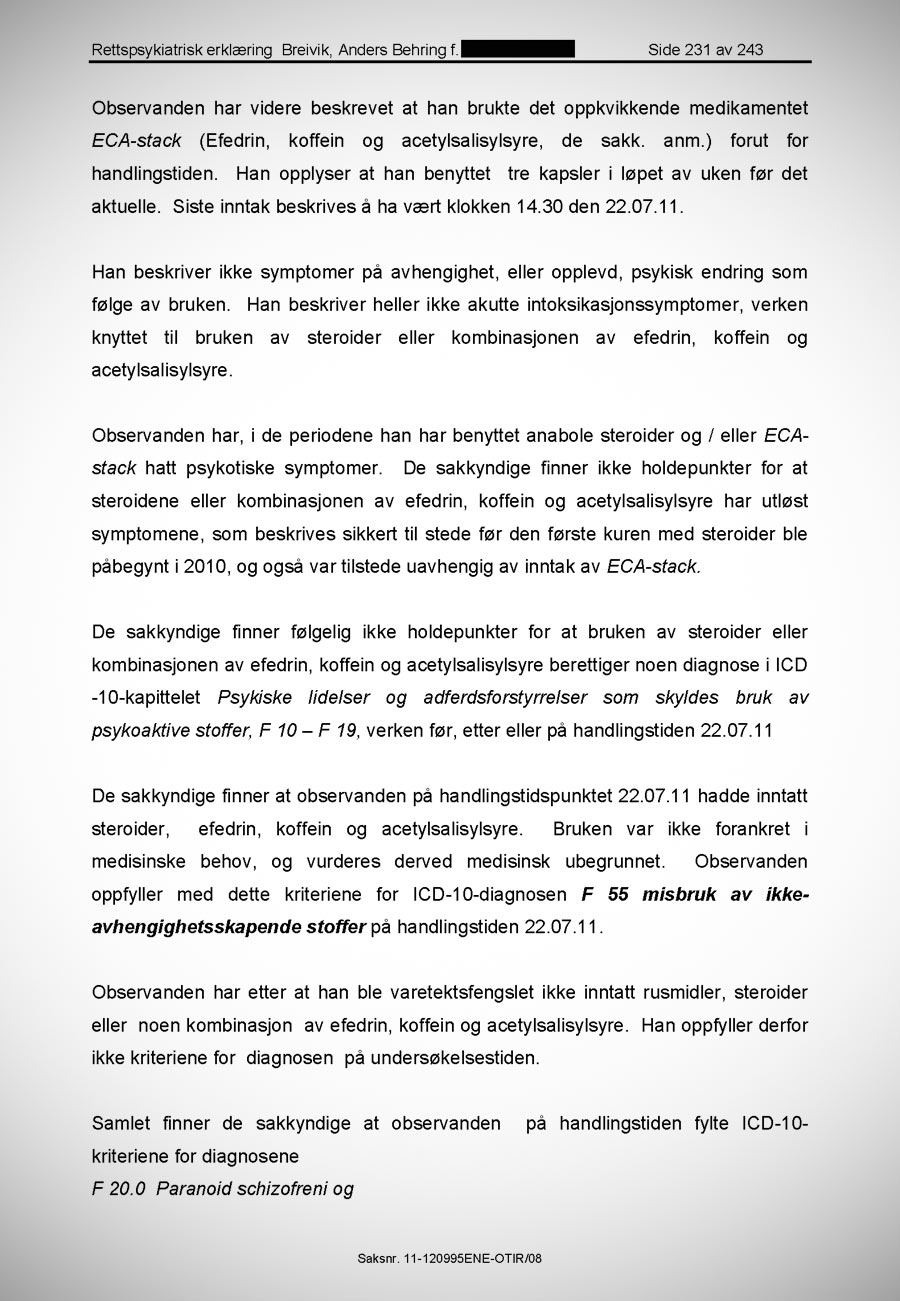 Rettspsykiatrisk erklæring Breivik, Anders Behring f. Side 231 av 243
Observanden har videre beskrevet at han brukte det oppkvikkende medikamentet
ECA-stack (Efedrin, koffein og acetylsalisylsyre, de sakk. anm.) forut for
handlingstiden. Han opplyser at han benyttet tre kapsler i løpet av uken før det
aktuelle. Siste inntak beskrives å ha vært klokken 14.30 den 22.07.11.
Han beskriver ikke symptomer på avhengighet, eller opplevd, psykisk endring som
følge av bruken. Han beskriver heller ikke akutte intoksikasjonssymptomer, verken
knyttet til bruken av steroider eller kombinasjonen av efedrin, koffein og
acetylsalisylsyre.
Observanden har, i de periodene han har benyttet anabole steroider og / eller ECA-
stack hatt psykotiske symptomer. De sakkyndige finner ikke holdepunkter for at
steroidene eller kombinasjonen av efedrin, koffein og acetylsalisylsyre har utløst
symptomene, som beskrives sikkert til stede før den første kuren med steroider ble
påbegynt i 2010, og også var tilstede uavhengig av inntak av ECA-stack.
De sakkyndige finner følgelig ikke holdepunkter for at bruken av steroider eller
kombinasjonen av efedrin, koffein og acetylsalisylsyre berettiger noen diagnose i ICD
-10-kapittelet Psykiske lidelser og adferdsforstyrrelser som skyldes bruk av
psykoaktive stoffer, F 10 – F 19, verken før, etter eller på handlingstiden 22.07.11
De sakkyndige finner at observanden på handlingstidspunktet 22.07.11 hadde inntatt
steroider, efedrin, koffein og acetylsalisylsyre. Bruken var ikke forankret i
medisinske behov, og vurderes derved medisinsk ubegrunnet. Observanden
oppfyller med dette kriteriene for ICD-10-diagnosen F 55 misbruk av ikke-
avhengighetsskapende stoffer på handlingstiden 22.07.11.
Observanden har etter at han ble varetektsfengslet ikke inntatt rusmidler, steroider
eller noen kombinasjon av efedrin, koffein og acetylsalisylsyre. Han oppfyller derfor
ikke kriteriene for diagnosen på undersøkelsestiden.
Samlet finner de sakkyndige at observanden på handlingstiden fylte ICD-10-
kriteriene for diagnosene
F 20.0 Paranoid schizofreni og
Saksnr. 11-120995ENE-OTIR/08